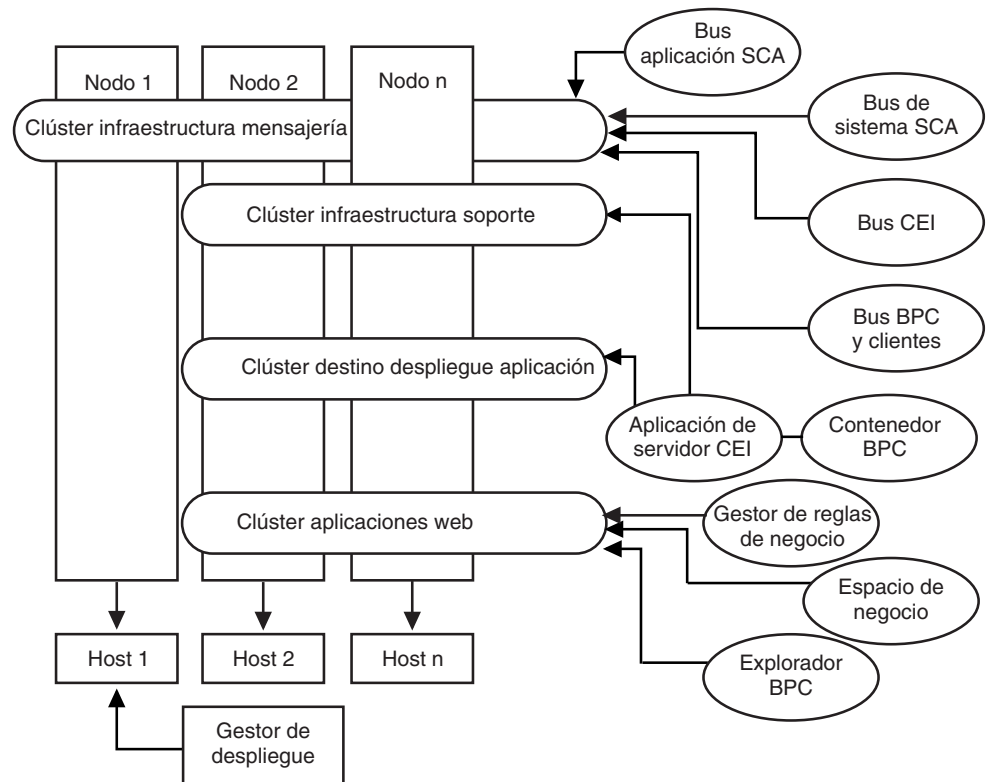 Bus
aplicación SCA
Nodo 1
Nodo 2
Nodo n
Clúster infraestructura mensajería
Bus de
sistema SCA
Clúster infraestructura soporte
Bus CEI
Bus BPC
y clientes
Clúster destino despliegue aplicación
Aplicación de
servidor CEI
Contenedor
BPC
Clúster aplicaciones web
Gestor de reglas
de negocio
Espacio de
negocio
Host 1
Host 2
Host n
Explorador
BPC
Gestor de
despliegue